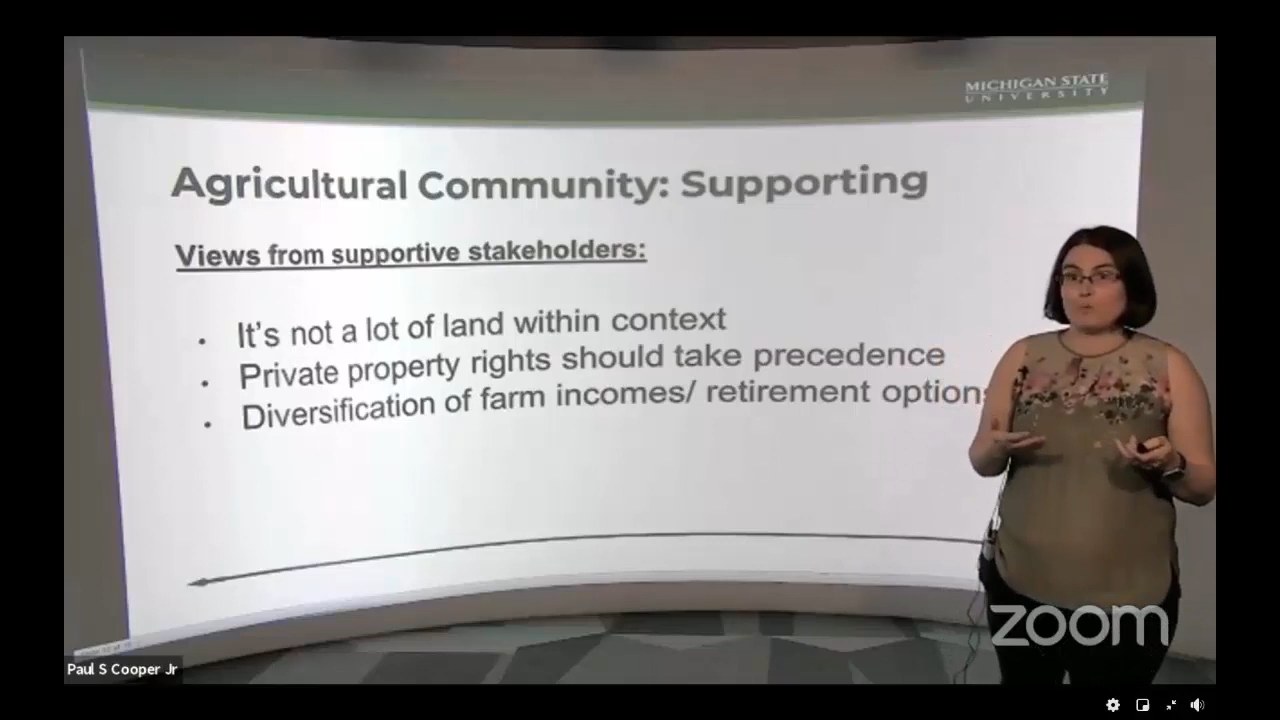 MICHIGAN STATE
UNIVERSITY
Agricultural Community: Supporting
Views from supportive stakeholders:
. It's not a lot of land within context
. Private property rights should take precedence
. Diversification of farm incomes/ retirement options
zoom
Paul S Cooper Jr